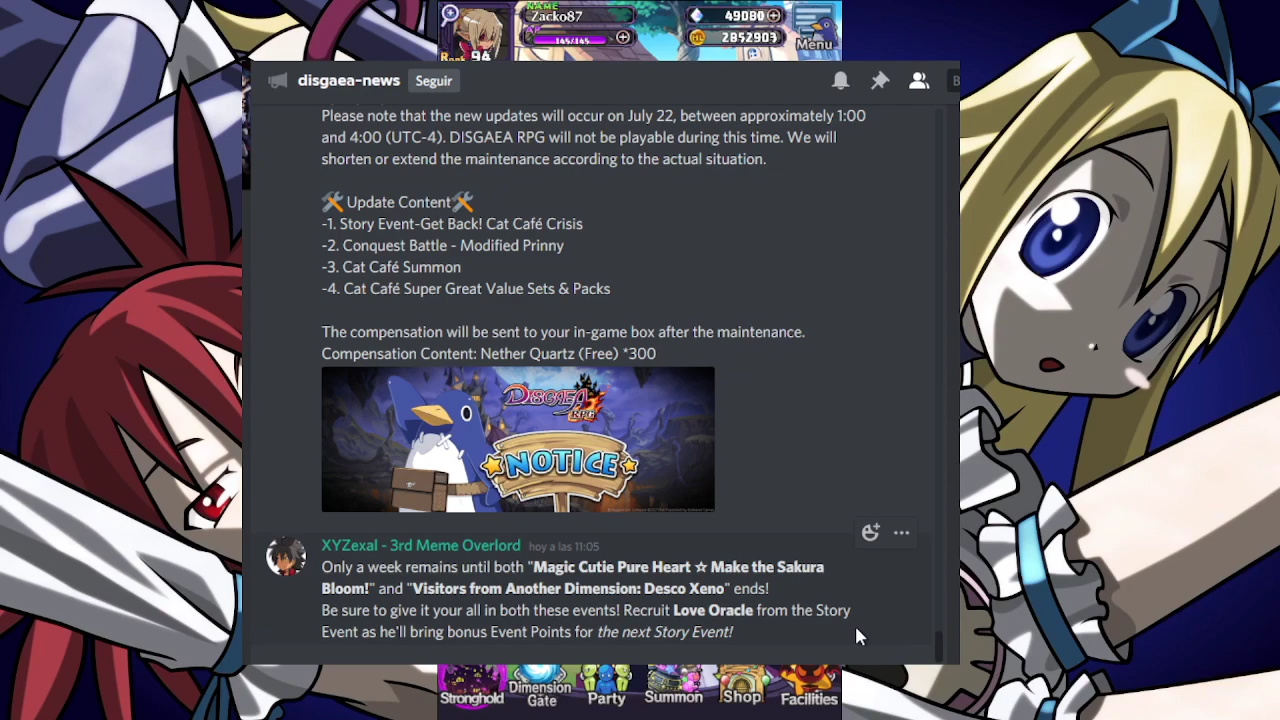 NAME
Zacko87
49080
AP
145/145
HL
2852903
Menu
Rank 94
disgaea-news
Seguir
Please note that the new updates will occur on July 22, between approximately 1:00
and 4:00 (UTC-4). DISGAEA RPG will not be playable during this time. We will
shorten or extend the maintenance according to the actual situation.
Update Content
-1. Story Event-Get Back! Cat Café Crisis
-2. Conquest Battle - Modified Prinny
-3. Cat Café Summon
-4. Cat Café Super Great Value Sets & Packs
The compensation will be sent to your in-game box after the maintenance.
Compensation Content: Nether Quartz (Free) *300
DISGAEA
RPG
NOTICE
XYZexal - 3rd Meme Overlord hoy a las 11:05
Only a week remains until both "Magic Cutie Pure Heart ☆ Make the Sakura
Bloom!" and "Visitors from Another Dimension: Desco Xeno" ends!
Be sure to give it your all in both these events! Recruit Love Oracle from the Story
Event as he'll bring bonus Event Points for the next Story Event!
Stronghold
Dimension
Gate
Party
Summon
Shop
Facilities